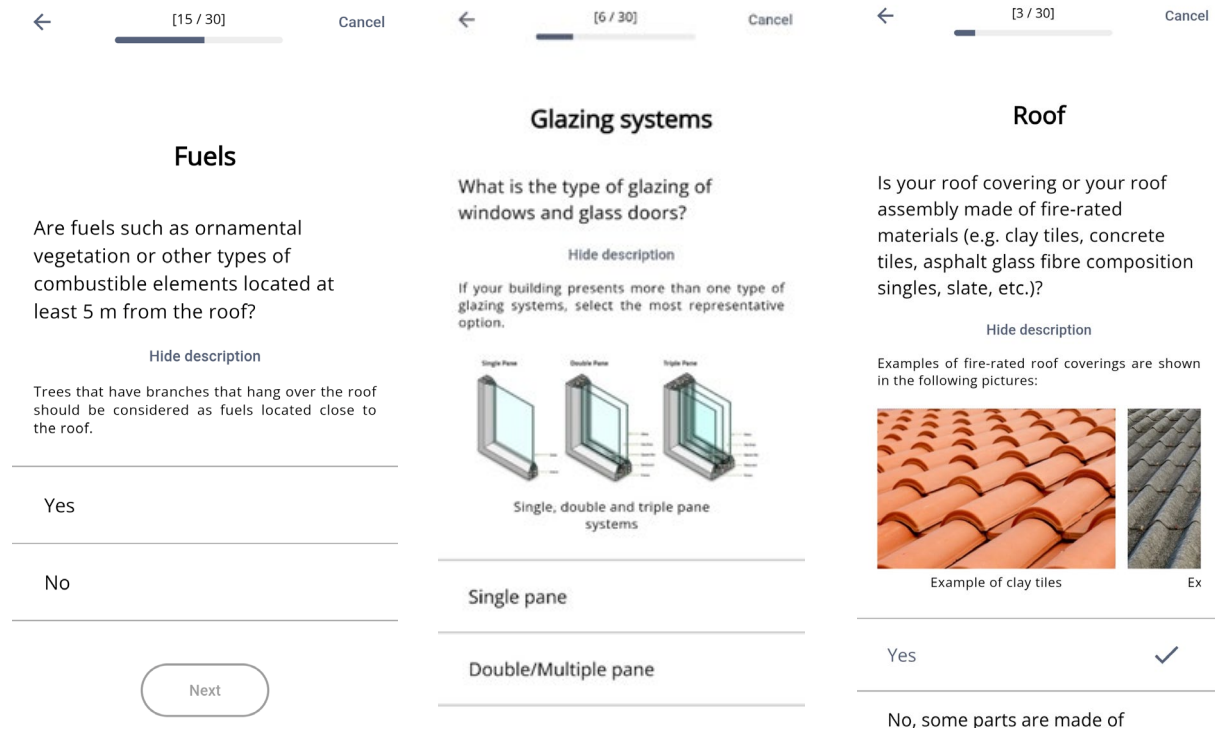 [15 / 30]
Cancel
Fuels
Are fuels such as ornamental
vegetation or other types of
combustible elements located at
least 5 m from the roof?
Hide description
Trees that have branches that hang over the roof
should be considered as fuels located close to
the roof.
Yes
No
Next
[6 / 30]
Cancel
Glazing systems
What is the type of glazing of
windows and glass doors?
Hide description
If your building presents more than one type of
glazing systems, select the most representative
option.
Single Pane
Double Pane
Triple Pane
Single, double and triple pane
systems
Single pane
Double/Multiple pane
[3 / 30]
Cancel
Roof
Is your roof covering or your roof
assembly made of fire-rated
materials (e.g. clay tiles, concrete
tiles, asphalt glass fibre composition
singles, slate, etc.)?
Hide description
Examples of fire-rated roof coverings are shown
in the following pictures:
Example of clay tiles
Ex
Yes
No, some parts are made of